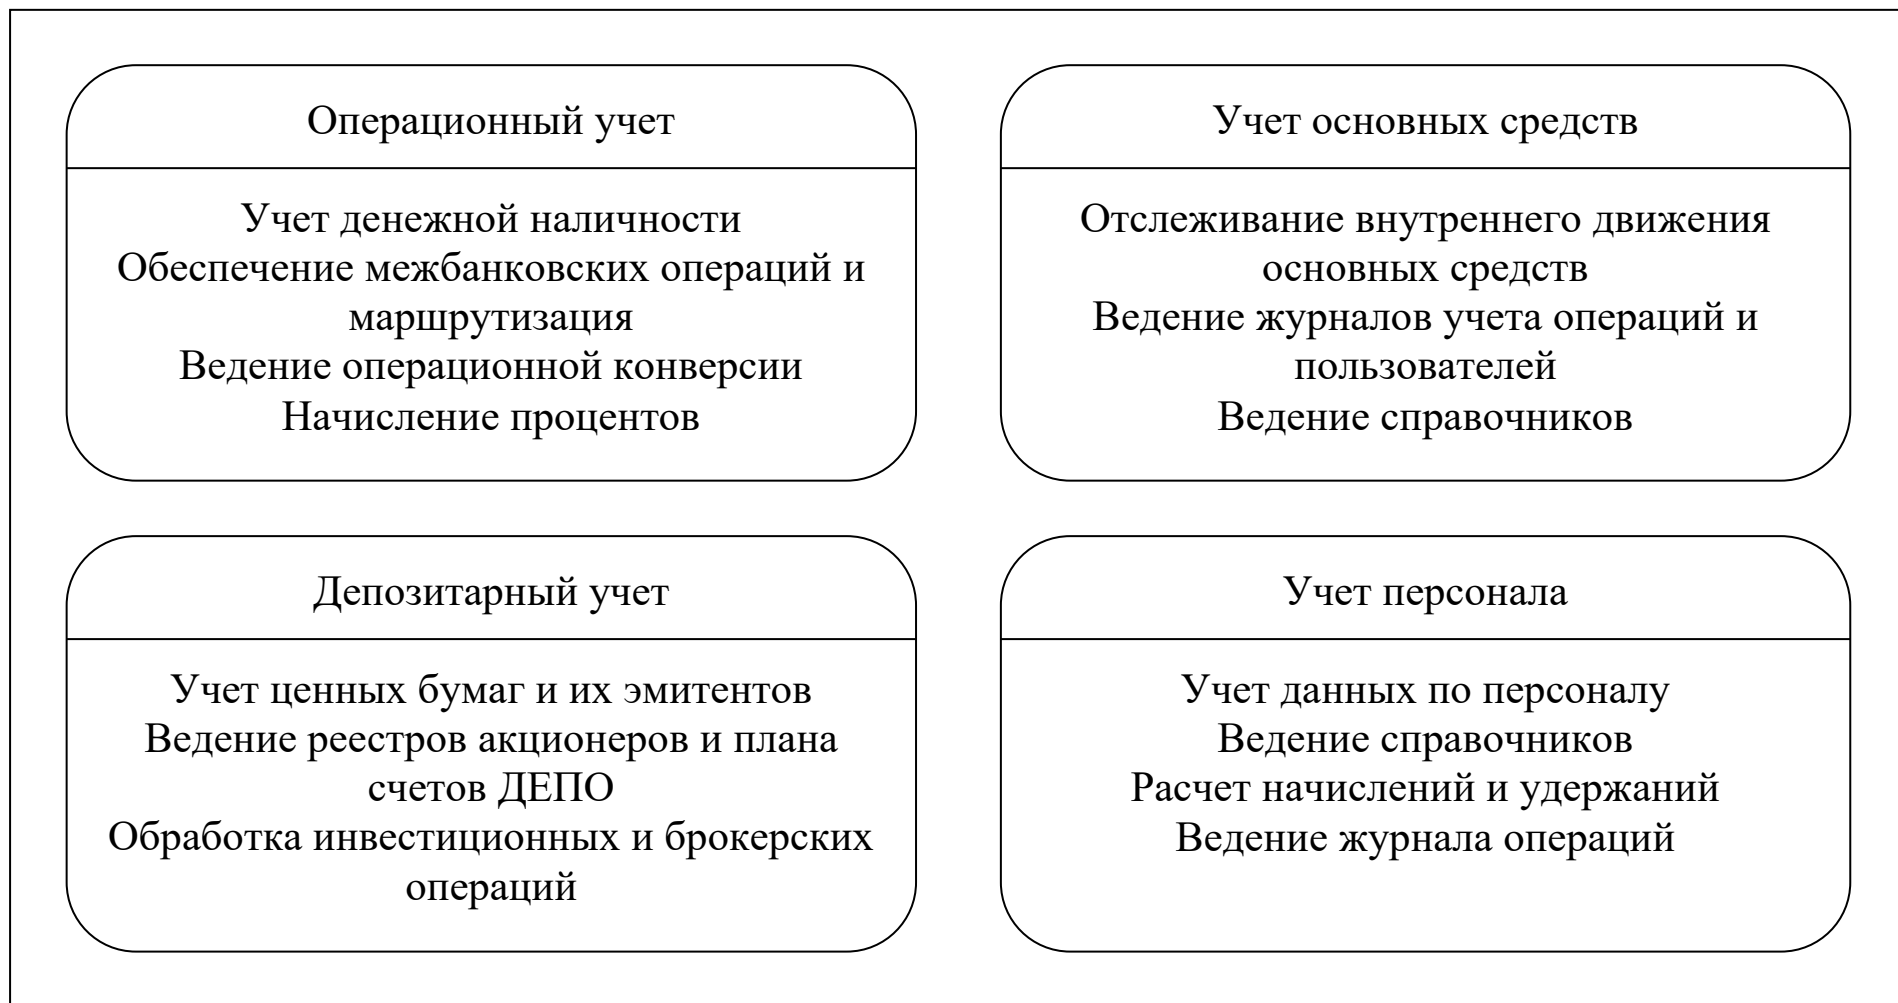 Операционный учет
Учет денежной наличности
Обеспечение межбанковских операций и
маршрутизация
Ведение операционной конверсии
Начисление процентов
Учет основных средств
Отслеживание внутреннего движения
основных средств
Ведение журналов учета операций и
пользователей
Ведение справочников
Депозитарный учет
Учет ценных бумаг и их эмитентов
Ведение реестров акционеров и плана
счетов ДЕПО
Обработка инвестиционных и брокерских
операций
Учет персонала
Учет данных по персоналу
Ведение справочников
Расчет начислений и удержаний
Ведение журнала операций